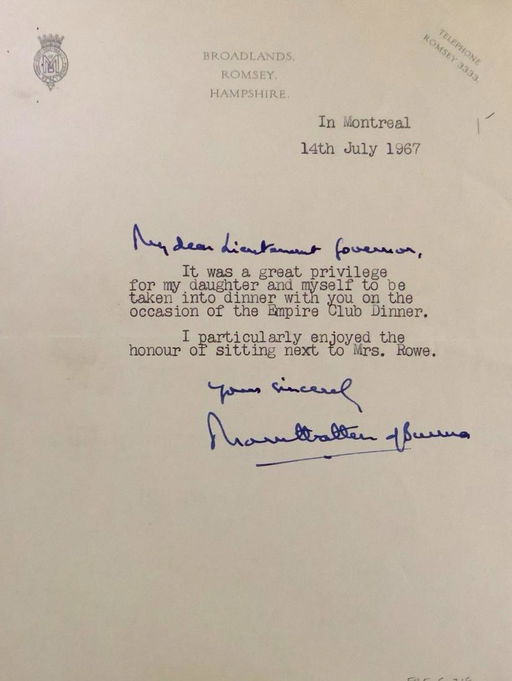 BROADLANDS.
ROMSEY.
HAMPSHIRE.
TELEPHONE
ROMSEY 3333.
In Montreal
14th July 1967
My dear Lieutenant Governor,
It was a great privilege
for my daughter and myself to be
taken into dinner with you on the
occasion of the Empire Club Dinner.
I particularly enjoyed the
honour of sitting next to Mrs. Rowe.
Yours sincerely
Mountbatten of Burma